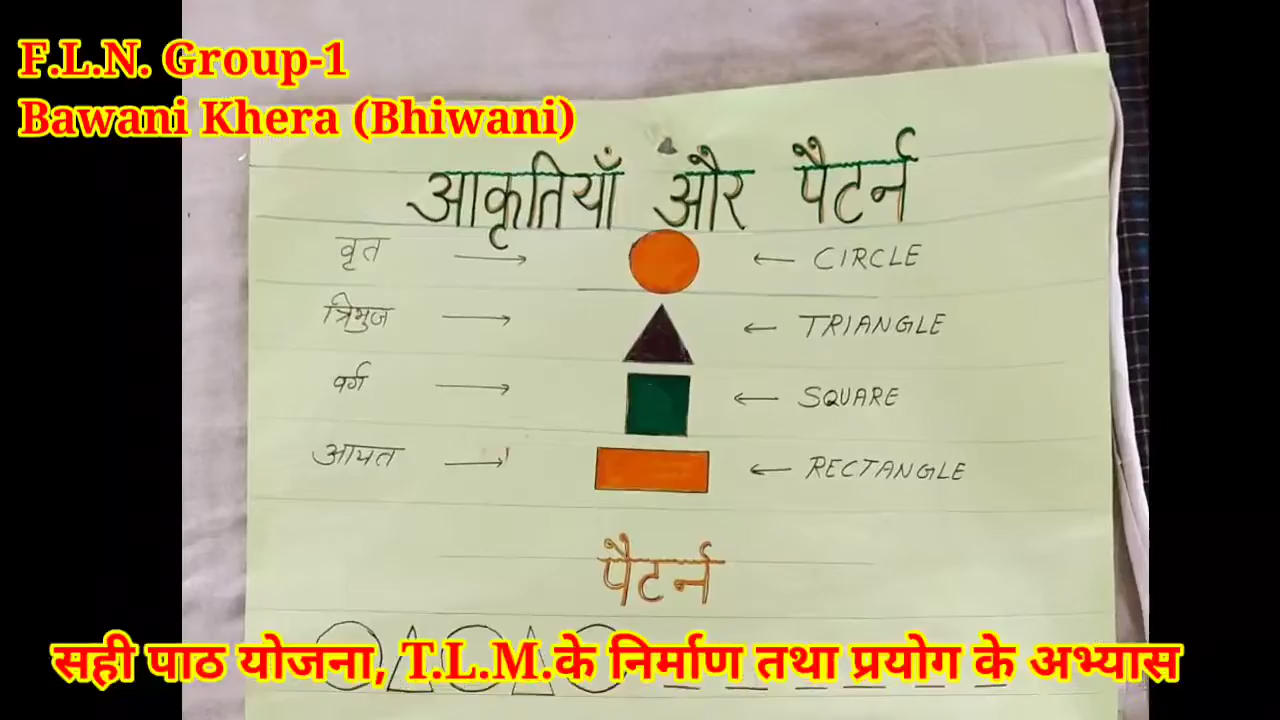 F.L.N. Group-1
Bawani Khera (Bhiwani)
आकृतियाँ और पैटर्न
वृत → ← CIRCLE
त्रिभुज → ← TRIANGLE
वर्ग → ← SQUARE
आयत → ← RECTANGLE
पैटर्न
सही पाठ योजना, T.L.M.के निर्माण तथा प्रयोग के अभ्यास